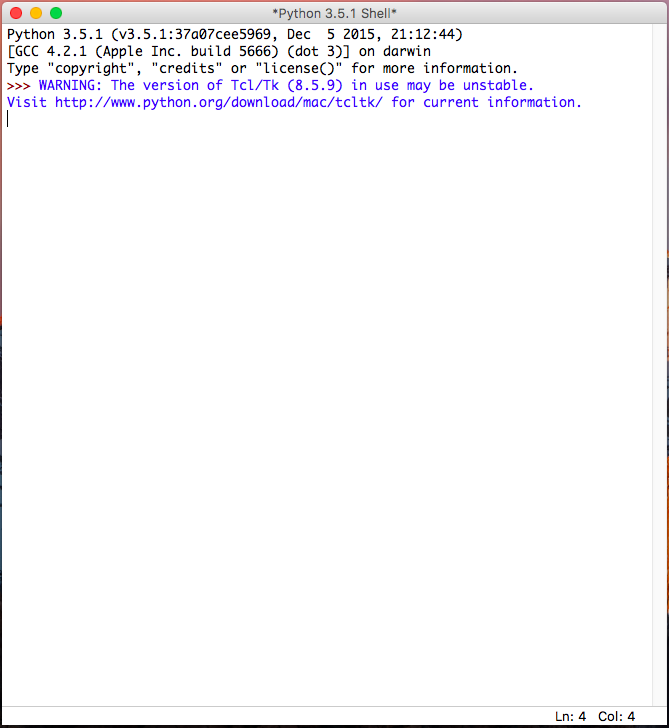 *Python 3.5.1 Shell*
Python 3.5.1 (v3.5.1:37a07cee5969, Dec  5 2015, 21:12:44)
[GCC 4.2.1 (Apple Inc. build 5666) (dot 3)] on darwin
Type "copyright", "credits" or "license()" for more information.
>>> WARNING: The version of Tcl/Tk (8.5.9) in use may be unstable.
Visit http://www.python.org/download/mac/tcltk/ for current information.
Ln: 4  Col: 4